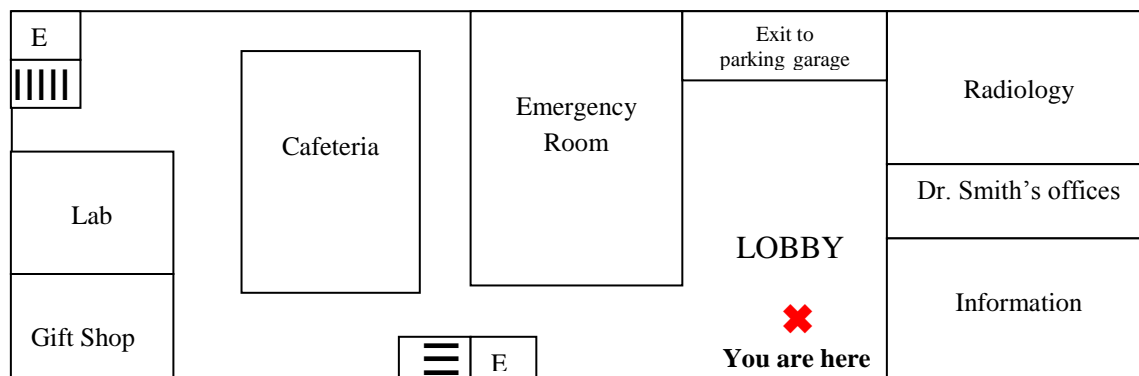 E
Exit to
parking garage
Emergency
Room
Radiology
Cafeteria
Dr. Smith’s offices
Lab
LOBBY
Information
Gift Shop
E
You are here